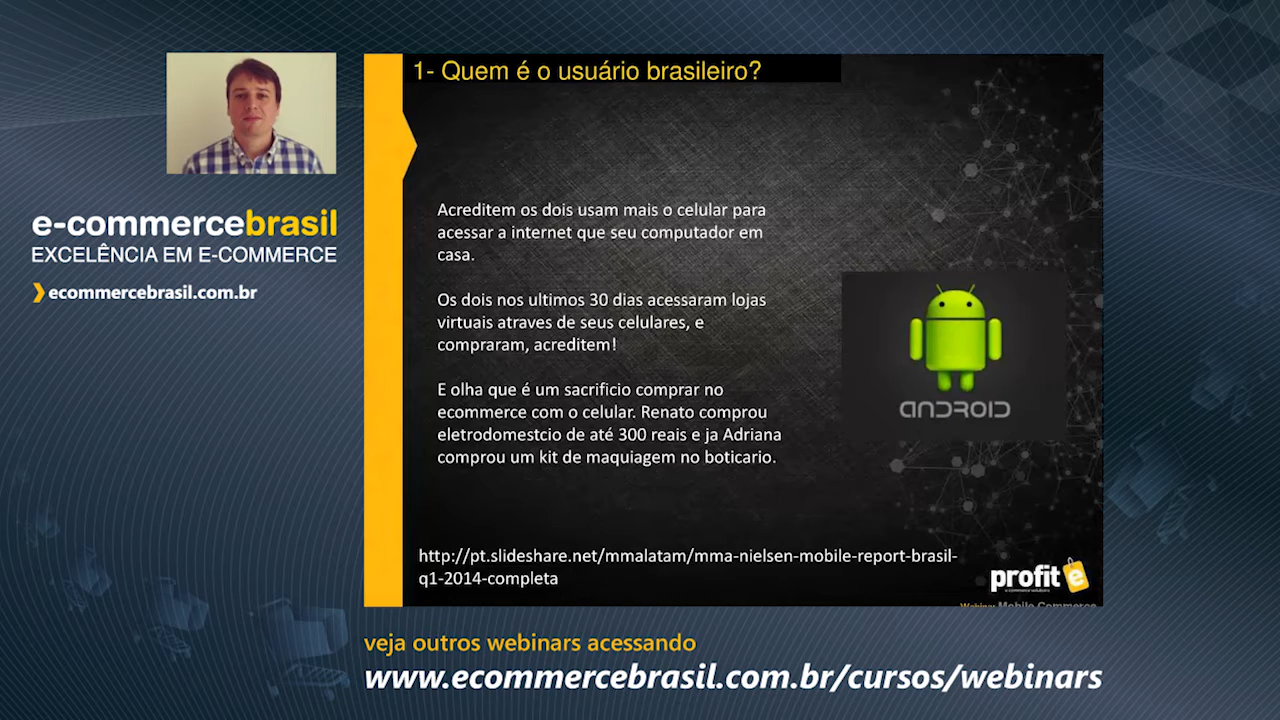 1- Quem é o usuário brasileiro?
e-commercebrasil
EXCELÊNCIA EM E-COMMERCE
ecommercebrasil.com.br
Acreditem os dois usam mais o celular para
acessar a internet que seu computador em
casa.
Os dois nos ultimos 30 dias acessaram lojas
virtuais atraves de seus celulares, e
compraram, acreditem!
E olha que é um sacrificio comprar no
ecommerce com o celular. Renato comprou
eletrodomestcio de até 300 reais e ja Adriana
comprou um kit de maquiagem no boticario.
ANDROID
http://pt.slideshare.net/mmalatam/mma-nielsen-mobile-report-brasil-
q1-2014-completa
profit e
Webinar Mobile Commerce
veja outros webinars acessando
www.ecommercebrasil.com.br/cursos/webinars